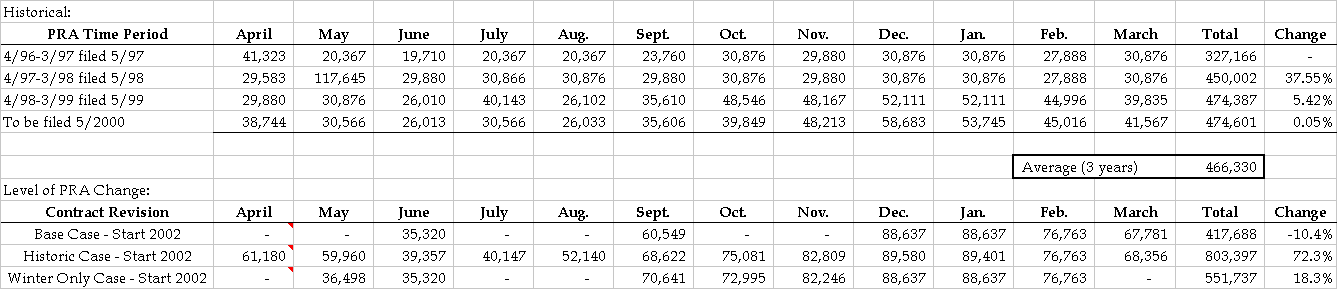 Historical:
PRA Time Period April May June July Aug. Sept. Oct. Nov. Dec. Jan. Feb. March Total Change
4/96-3/97 filed 5/97 41,323 20,367 19,710 20,367 20,367 23,760 30,876 29,880 30,876 30,876 27,888 30,876 327,166 -
4/97-3/98 filed 5/98 29,583 117,645 29,880 30,866 30,876 29,880 30,876 29,880 30,876 30,876 27,888 30,876 450,002 37.55%
4/98-3/99 filed 5/99 29,880 30,876 26,010 40,143 26,102 35,610 48,546 48,167 52,111 52,111 44,996 39,835 474,387 5.42%
To be filed 5/2000 38,744 30,566 26,013 30,566 26,033 35,606 39,849 48,213 58,683 53,745 45,016 41,567 474,601 0.05%
Average (3 years) 466,330
Level of PRA Change:
Contract Revision April May June July Aug. Sept. Oct. Nov. Dec. Jan. Feb. March Total Change
Base Case - Start 2002 - - 35,320 - - 60,549 - - 88,637 88,637 76,763 67,781 417,688 -10.4%
Historic Case - Start 2002 61,180 59,960 39,357 40,147 52,140 68,622 75,081 82,809 89,580 89,401 76,763 68,356 803,397 72.3%
Winter Only Case - Start 2002 - 36,498 35,320 - - 70,641 72,995 82,246 88,637 88,637 76,763 - 551,737 18.3%